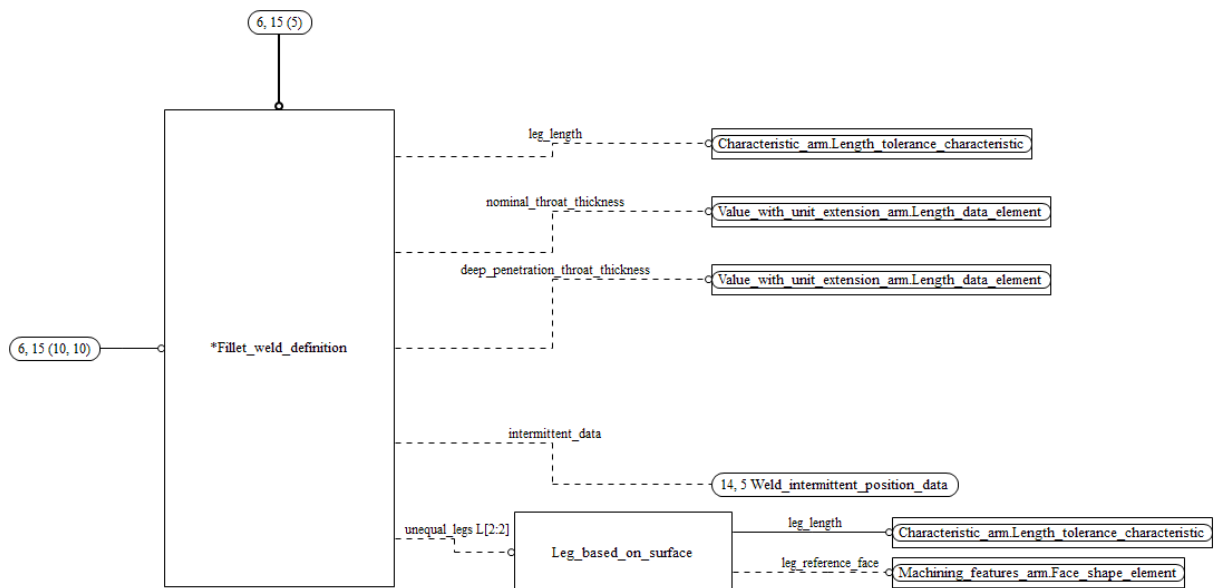 6, 15 (5)
leg_length
Characteristic_arm.Length_tolerance_characteristic
nominal_throat_thickness
Value_with_unit_extension_arm.Length_data_element
deep_penetration_throat_thickness
Value_with_unit_extension_arm.Length_data_element
6, 15 (10, 10)
*Fillet_weld_definition
intermittent_data
14, 5 Weld_intermittent_position_data
unequal_legs L[2:2]
Leg_based_on_surface
leg_length
Characteristic_arm.Length_tolerance_characteristic
leg_reference_face
Machining_features_arm.Face_shape_element